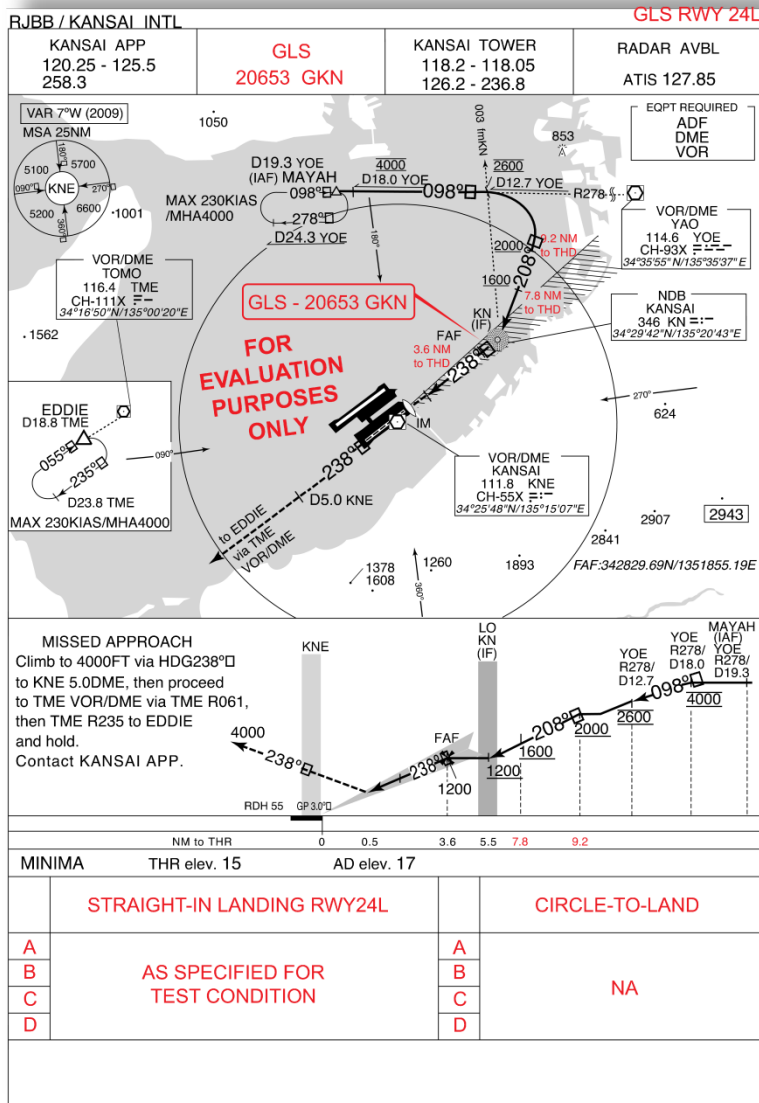 RJBB / KANSAI INTL
GLS RWY 24L
KANSAI APP
120.25 - 125.5
258.3
GLS
20653 GKN
KANSAI TOWER
118.2 - 118.05
126.2 - 236.8
RADAR AVBL
ATIS 127.85
VAR 7°W (2009)
MSA 25NM
180°
5100
5700
090°
KNE
270°
5200
6600
360°
1001
1050
D19.3 YOE
(IAF) MAYAH
MAX 230KIAS
/MHA4000
098°
278°
D24.3 YOE
4000
D18.0 YOE
098°
180°
003 fmKN
2600
D12.7 YOE
853
R278
EQPT REQUIRED
ADF
DME
VOR
VOR/DME
YAO
114.6 YOE
CH-93X
34°35'55"N/135°35'37"E
2000
9.2 NM
to THD
208°
1600
7.8 NM
to THD
VOR/DME
TOMO
116.4 TME
CH-111X
34°16'50"N/135°00'20"E
GLS - 20653 GKN
KN
(IF)
NDB
KANSAI
346 KN
34°29'42"N/135°20'43"E
1562
FOR
EVALUATION
PURPOSES
ONLY
FAF
3.6 NM
to THD
238°
EDDIE
D18.8 TME
055°
235°
D23.8 TME
MAX 230KIAS/MHA4000
090°
270°
624
IM
238°
D5.0 KNE
to EDDIE
via TME
VOR/DME
VOR/DME
KANSAI
111.8 KNE
CH-55X
34°25'48"N/135°15'07"E
2907
2943
2841
1378
1608
1260
1893
360°
FAF:342829.69N/1351855.19E
MISSED APPROACH
Climb to 4000FT via HDG238°
to KNE 5.0DME, then proceed
to TME VOR/DME via TME R061,
then TME R235 to EDDIE
and hold.
Contact KANSAI APP.
KNE
LO
KN
(IF)
YOE
R278/
D12.7
YOE
R278/
D18.0
MAYAH
(IAF)
YOE
R278/
D19.3
4000
238°
FAF
238°
1200
1200
1600
208°
2000
2600
098°
4000
RDH 55 GP 3.0°
NM to THR 0 0.5 3.6 5.5 7.8 9.2
MINIMA THR elev. 15 AD elev. 17
STRAIGHT-IN LANDING RWY24L
CIRCLE-TO-LAND
A
B
C
D
AS SPECIFIED FOR
TEST CONDITION
A
B
C
D
NA